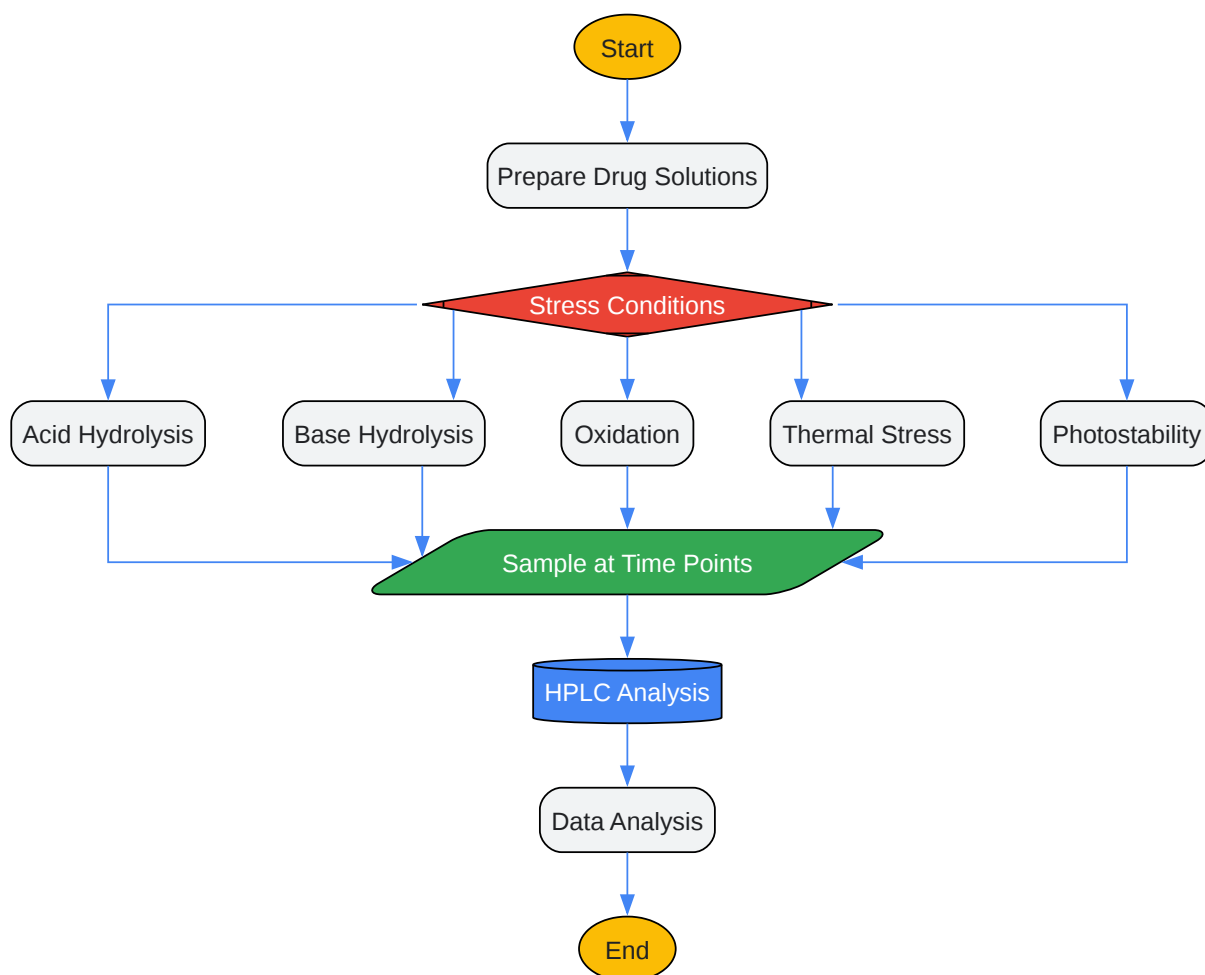 Start
Prepare Drug Solutions
Stress Conditions
Acid Hydrolysis
Base Hydrolysis
Oxidation
Thermal Stress
Photostability
Sample at Time Points
HPLC Analysis
Data Analysis
End